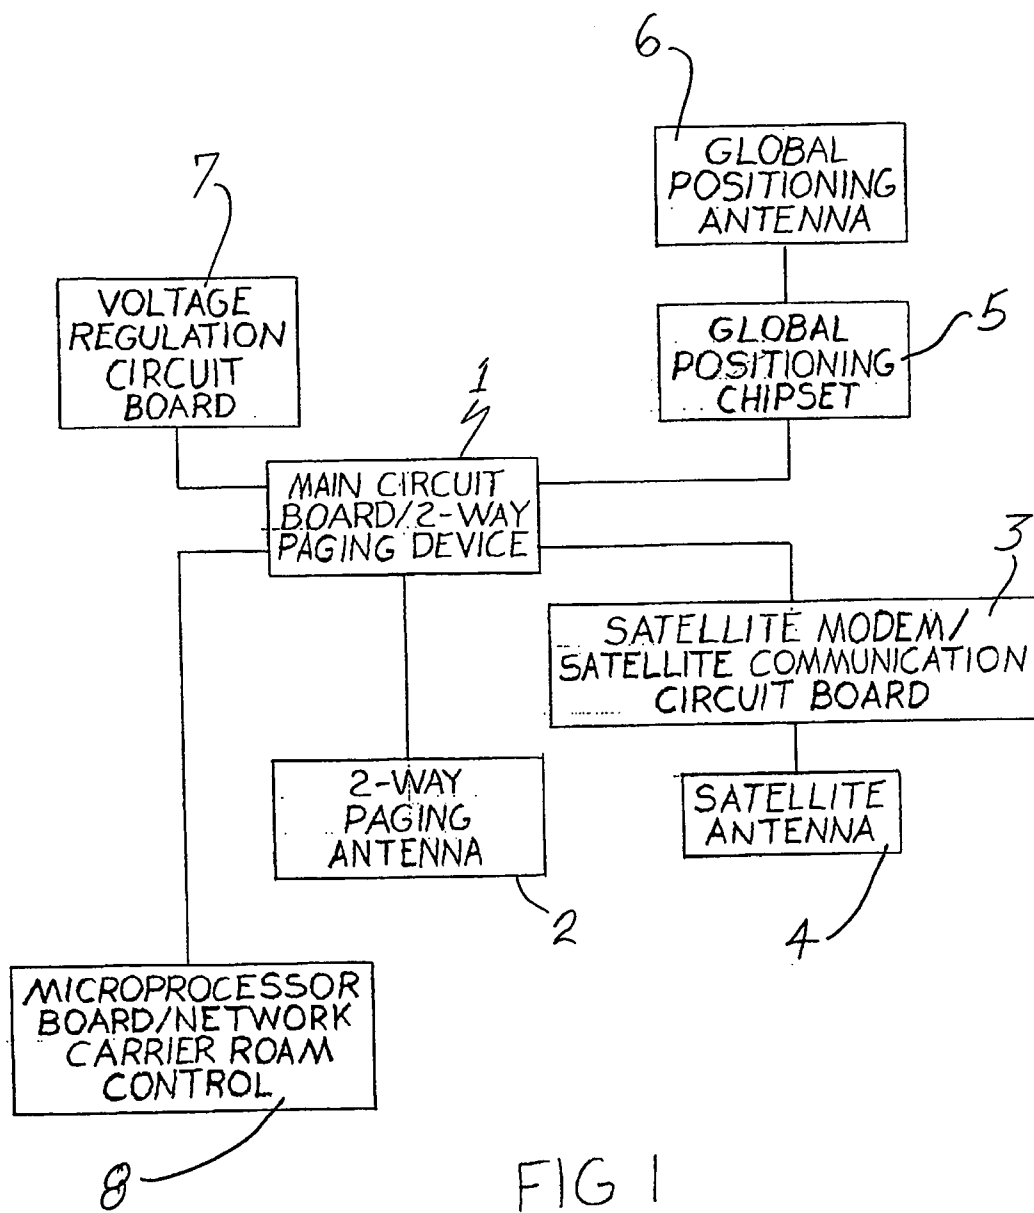 6
GLOBAL
POSITIONING
ANTENNA
7
VOLTAGE
REGULATION
CIRCUIT
BOARD
GLOBAL
POSITIONING
CHIPSET
5
1
MAIN CIRCUIT
BOARD/2-WAY
PAGING DEVICE
3
SATELLITE MODEM/
SATELLITE COMMUNICATION
CIRCUIT BOARD
2-WAY
PAGING
ANTENNA
2
SATELLITE
ANTENNA
4
MICROPROCESSOR
BOARD/NETWORK
CARRIER ROAM
CONTROL
8
FIG 1